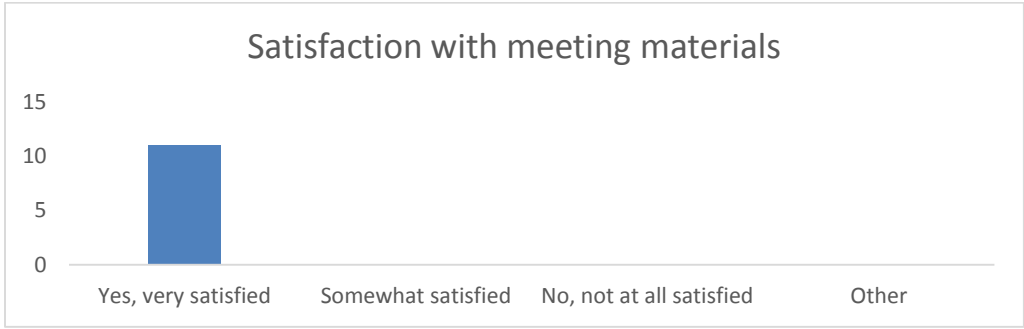 Satisfaction with meeting materials
15
10
5
0
Yes, very satisfied Somewhat satisfied No, not at all satisfied Other